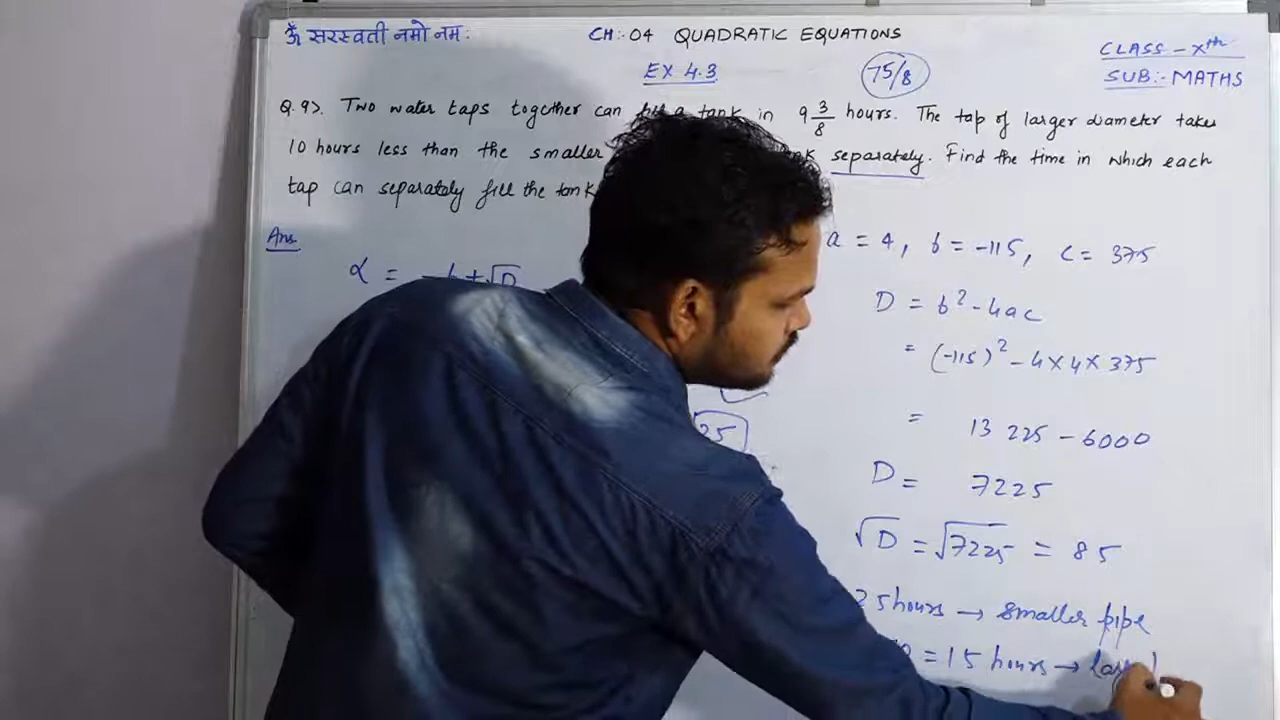 ૐ सरस्वती नमो नम:
CH:-04 QUADRATIC EQUATIONS
CLASS - Xth
SUB:- MATHS
EX 4.3
75/8
Q.9>. Two water taps together can fill a tank in 9 3/8 hours. The tap of larger diameter takes
10 hours less than the smaller separately. Find the time in which each
tap can separately fill the tank
Ans
α = -b+√D
25
a = 4, b = -115, c = 375
D = b² - 4ac
= (-115)² - 4×4×375
= 13225 - 6000
D = 7225
√D = √7225 = 85
25 hours → smaller pipe
= 15 hours →